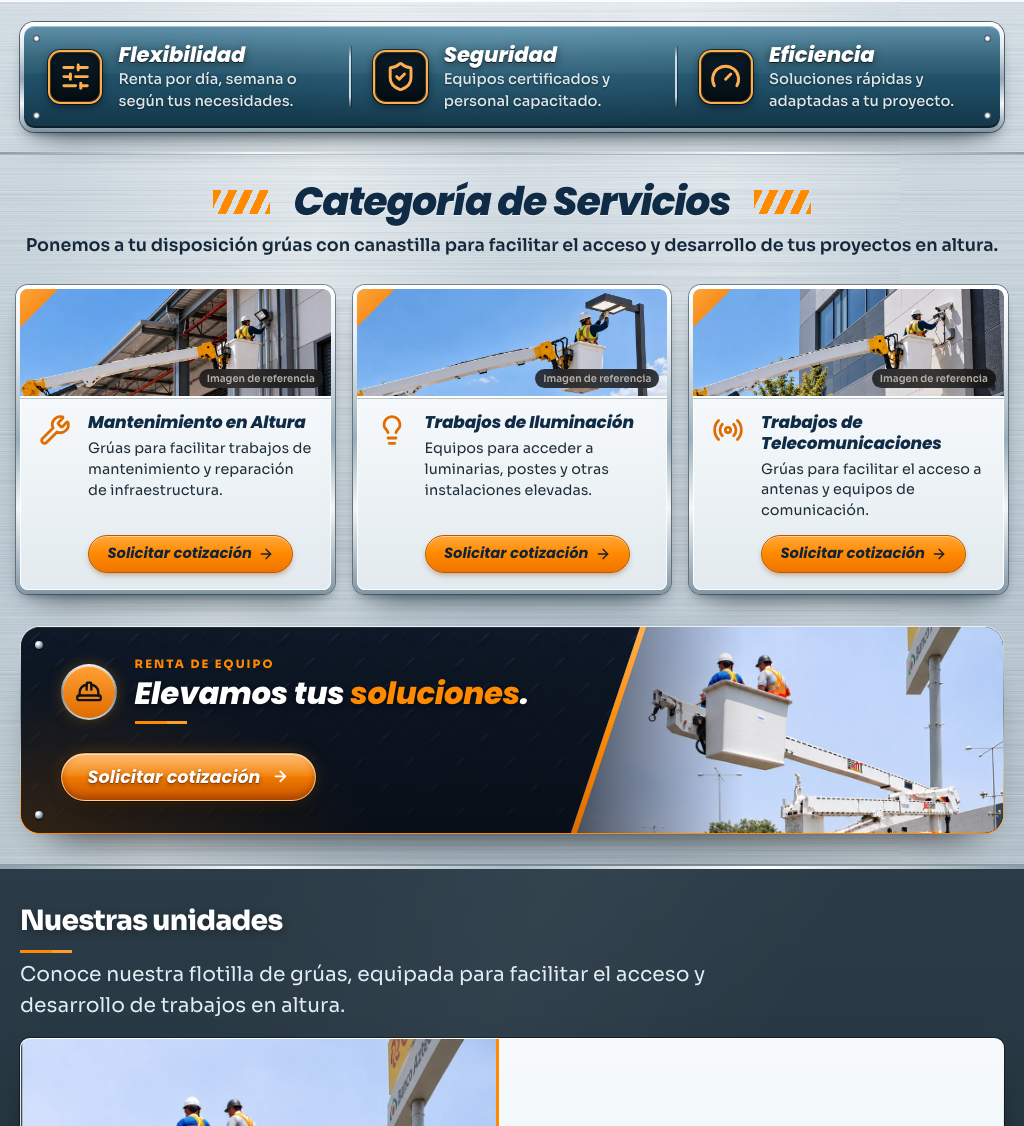 Flexibilidad
Renta por día, semana o
según tus necesidades.
Seguridad
Equipos certificados y
personal capacitado.
Eficiencia
Soluciones rápidas y
adaptadas a tu proyecto.
Categoría de Servicios
Ponemos a tu disposición grúas con canastilla para facilitar el acceso y desarrollo de tus proyectos en altura.
Imagen de referencia
Imagen de referencia
Imagen de referencia
Mantenimiento en Altura
Grúas para facilitar trabajos de
mantenimiento y reparación
de infraestructura.
Solicitar cotización
Trabajos de Iluminación
Equipos para acceder a
luminarias, postes y otras
instalaciones elevadas.
Solicitar cotización
Trabajos de
Telecomunicaciones
Grúas para facilitar el acceso a
antenas y equipos de
comunicación.
Solicitar cotización
RENTA DE EQUIPO
Elevamos tus soluciones.
Solicitar cotización
Nuestras unidades
Conoce nuestra flotilla de grúas, equipada para facilitar el acceso y
desarrollo de trabajos en altura.